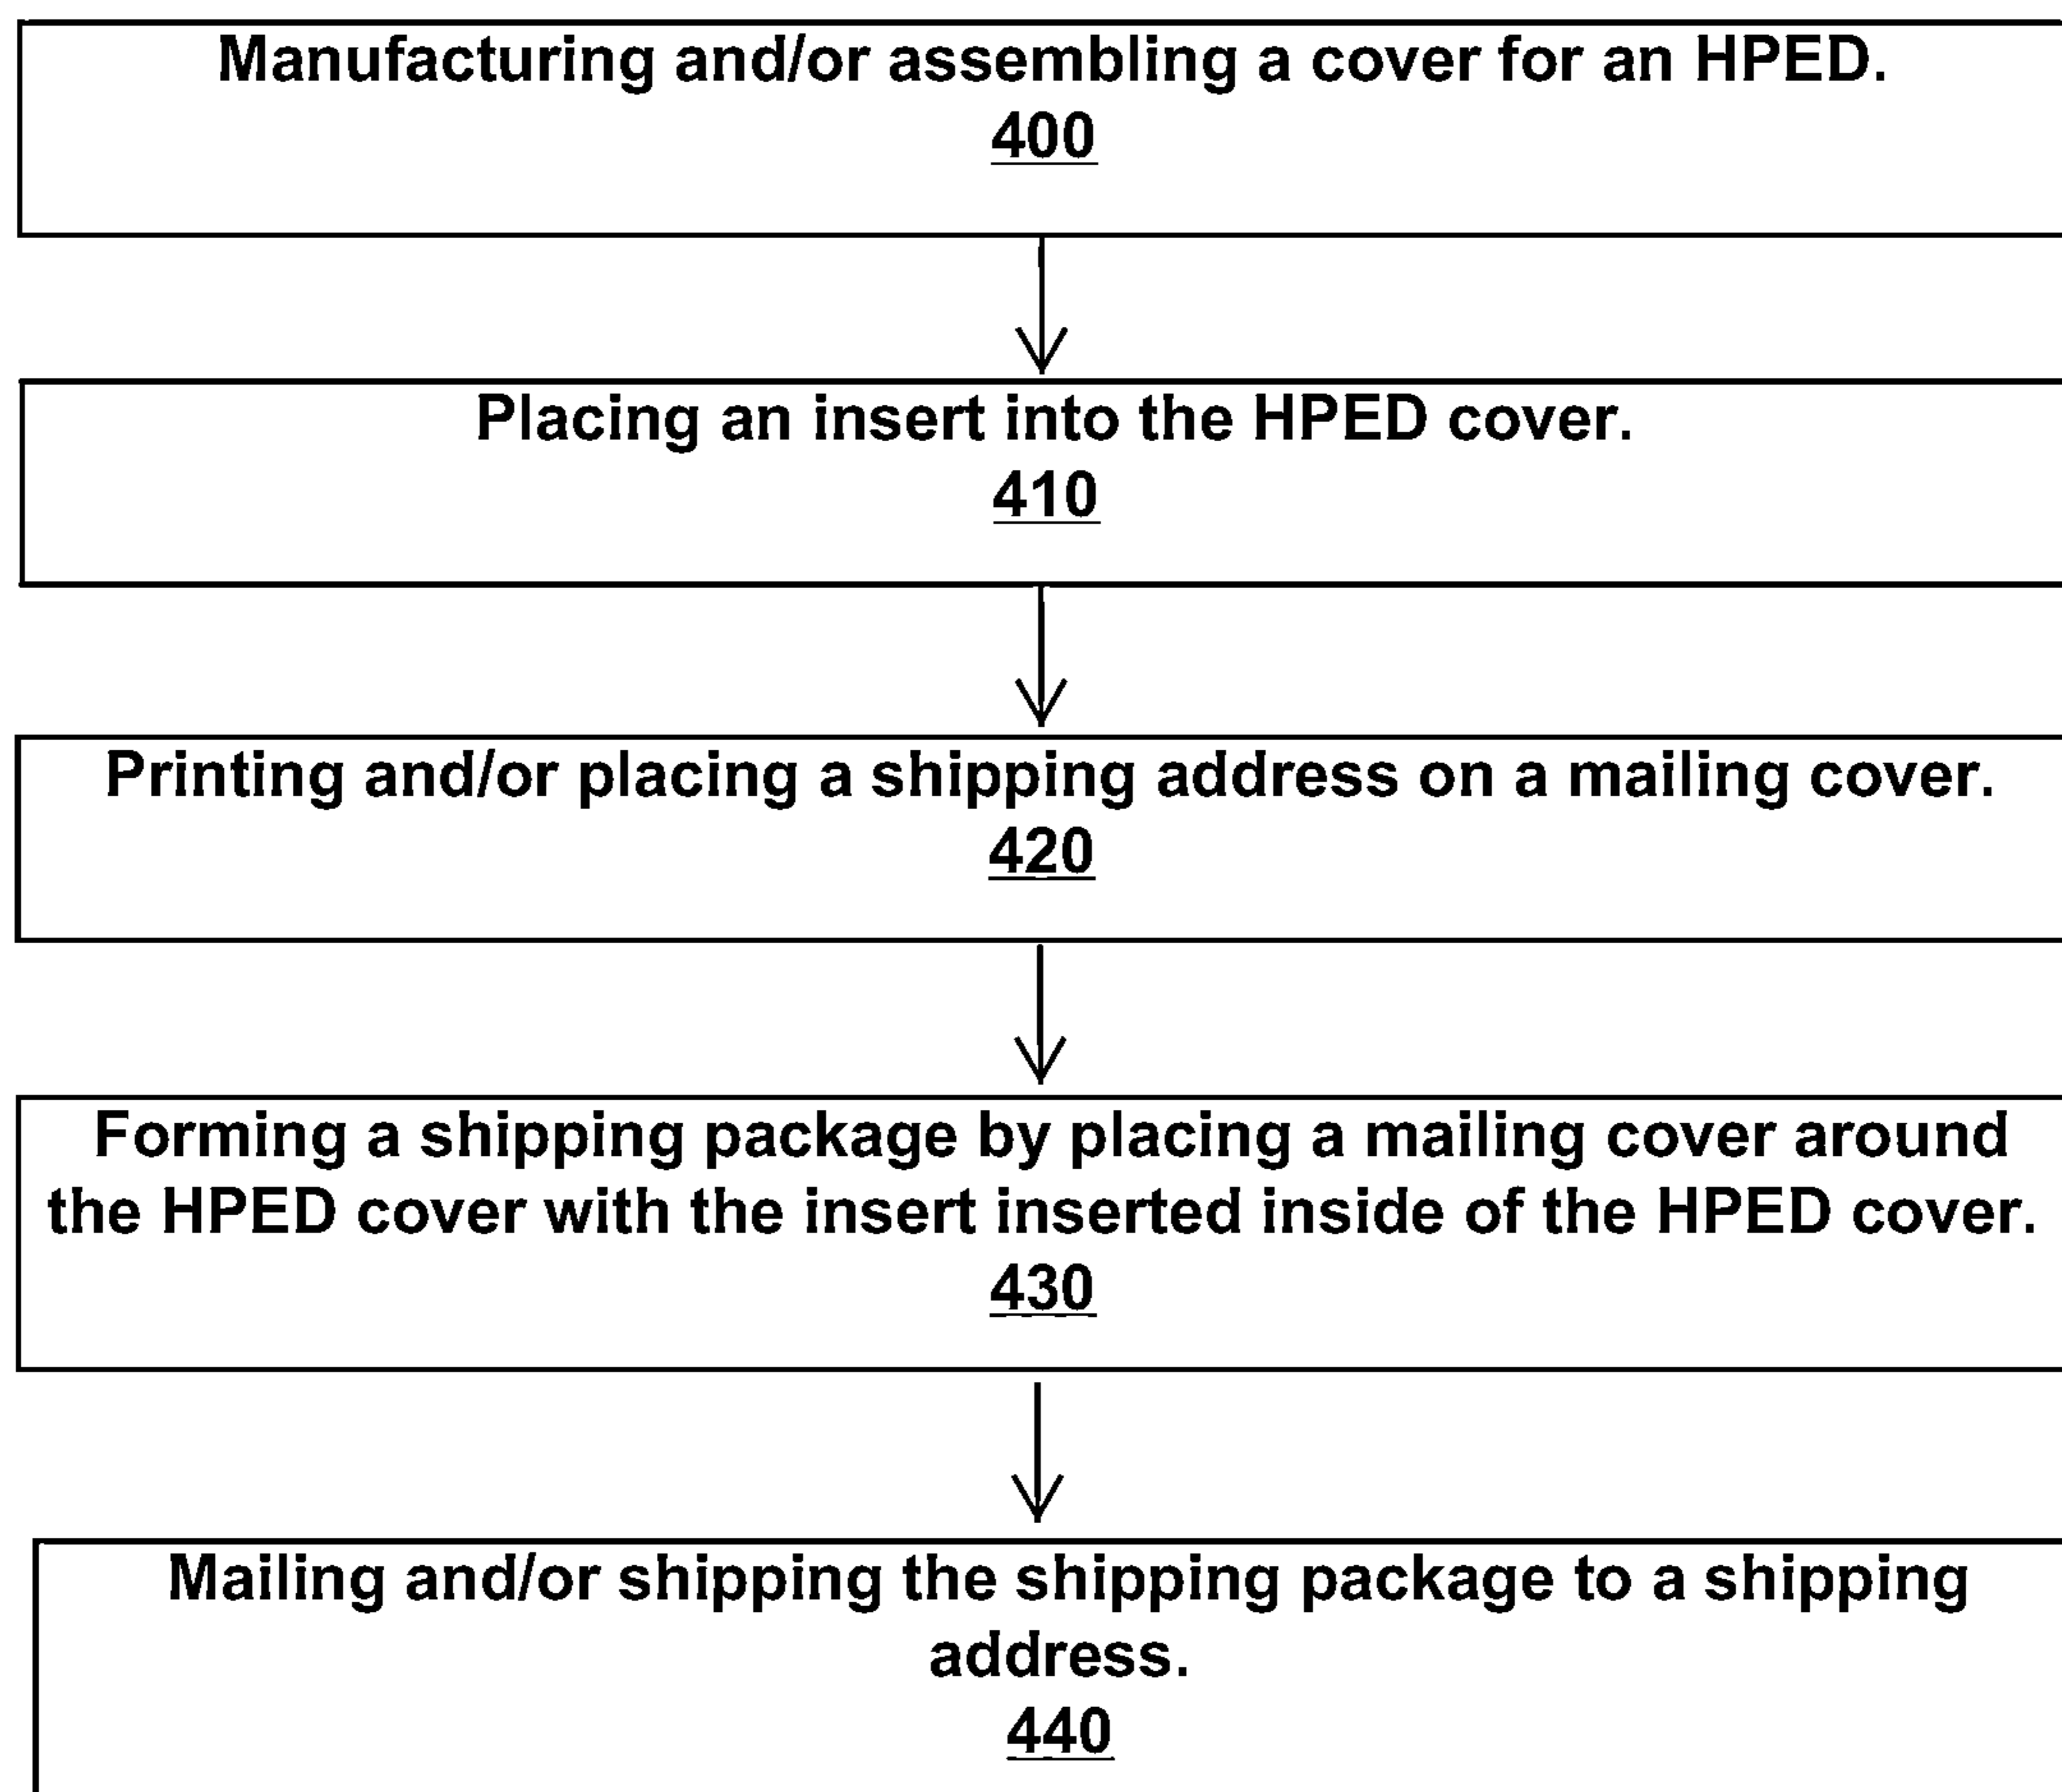 Manufacturing and/or assembling a cover for an HPED.
400
Placing an insert into the HPED cover.
410
Printing and/or placing a shipping address on a mailing cover.
420
Forming a shipping package by placing a mailing cover around
the HPED cover with the insert inserted inside of the HPED cover.
430
Mailing and/or shipping the shipping package to a shipping
address.
440